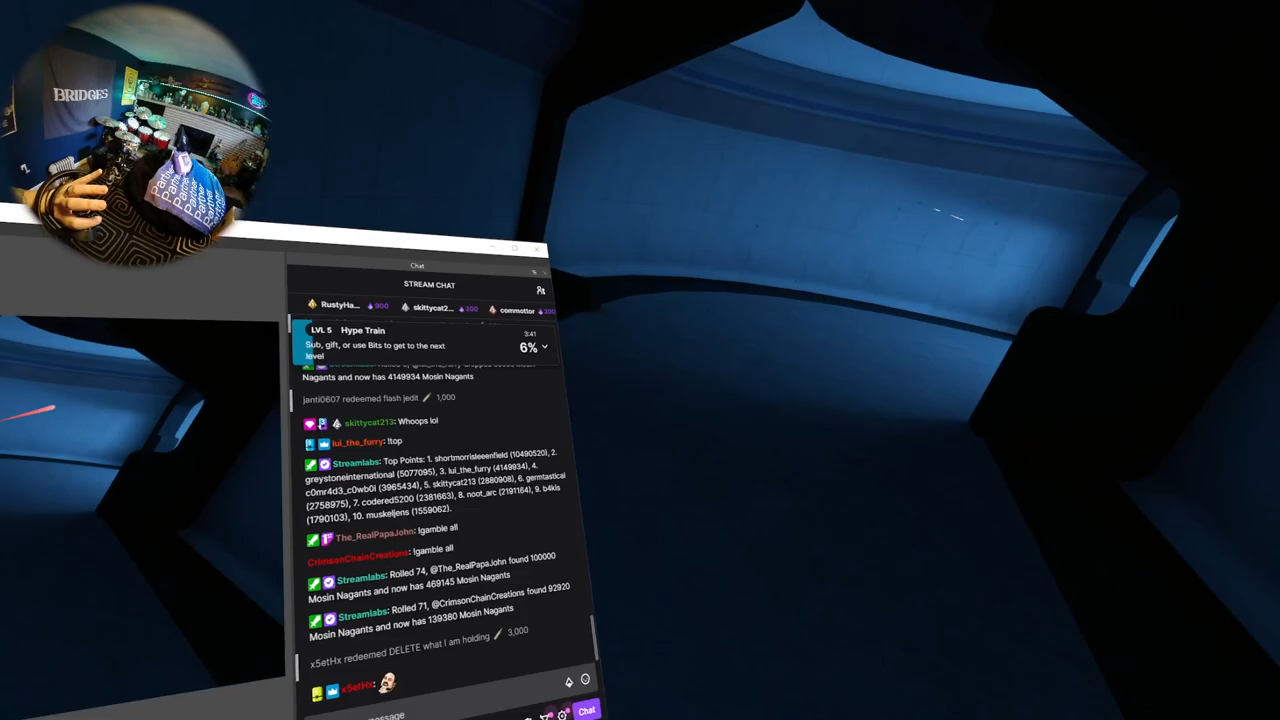 BRIDGES
Partner
Partner
Partner
Partner
Chat
STREAM CHAT
RustyHa... 900
skittycat2... 200
commottor 200
LVL 5 Hype Train
3:41
Sub, gift, or use Bits to get to the next
level
6%
Nagants and now has 4149934 Mosin Nagants
janti0607 redeemed flash jedit 1,000
skittycat213: Whoops lol
lui_the_furry: !top
Streamlabs: Top Points: 1. shortmorrisleeenfield (10490520), 2.
greystoneinternational (5077095), 3. lui_the_furry (4149934), 4.
c0mr4d3_c0wb0i (3965434), 5. skittycat213 (2880908), 6. germtastical
(2758975), 7. codered5200 (2381663), 8. noot_arc (2191164), 9. b4kis
(1790103), 10. muskeljens (1559062).
The_RealPapaJohn: !gamble all
CrimsonChainCreations: !gamble all
Streamlabs: Rolled 74, @The_RealPapaJohn found 100000
Mosin Nagants and now has 469145 Mosin Nagants
Streamlabs: Rolled 71, @CrimsonChainCreations found 92920
Mosin Nagants and now has 139380 Mosin Nagants
x5etHx redeemed DELETE what I am holding 3,000
x5etHx:
message
Chat